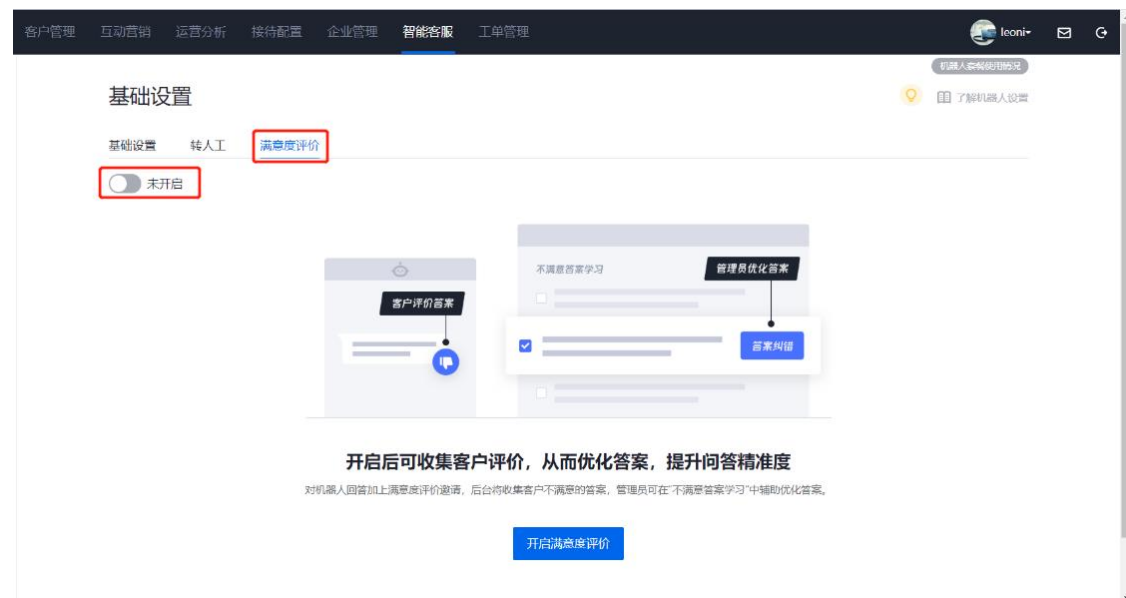 客户管理 互动营销 运营分析 接待配置 企业管理 智能客服 工单管理 leoni
机器人套餐使用情况
基础设置
了解机器人设置
基础设置 转人工 满意度评价
未开启
不满意答案学习
管理员优化答案
客户评价答案
答案纠错
开启后可收集客户评价，从而优化答案，提升问答精准度
对机器人回答加上满意度评价邀请，后台将收集客户不满意的答案，管理员可在"不满意答案学习"中辅助优化答案。
开启满意度评价